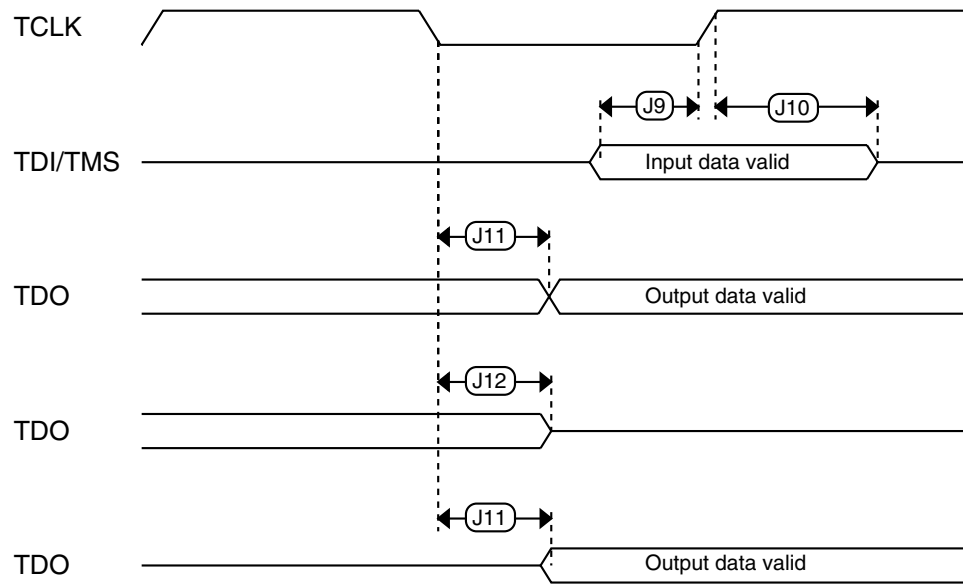 TCLK
J9
J10
TDI/TMS
Input data valid
J11
TDO
Output data valid
J12
TDO
J11
TDO
Output data valid